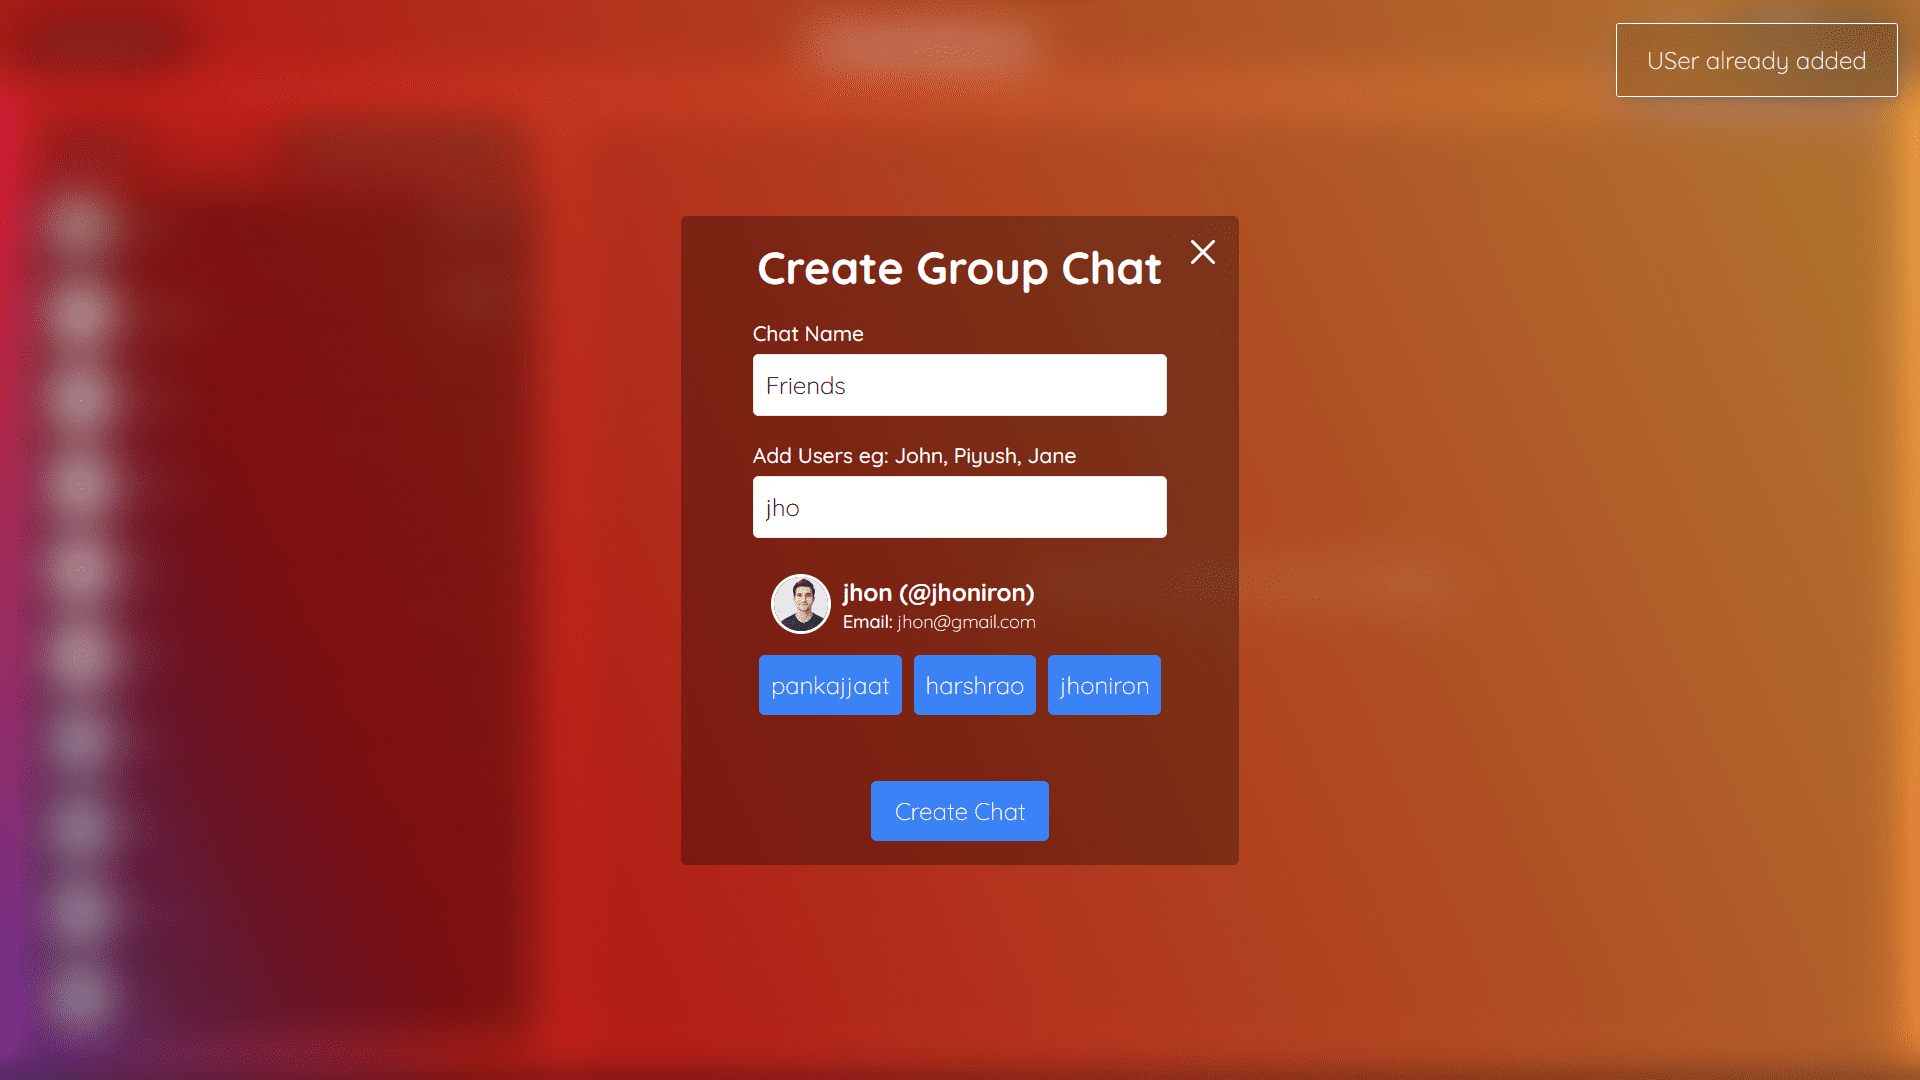 USer already added
Create Group Chat
Chat Name
Friends
Add Users eg: John, Piyush, Jane
jho
jhon (@jhoniron)
Email: jhon@gmail.com
pankajjaat harshrao jhoniron
Create Chat